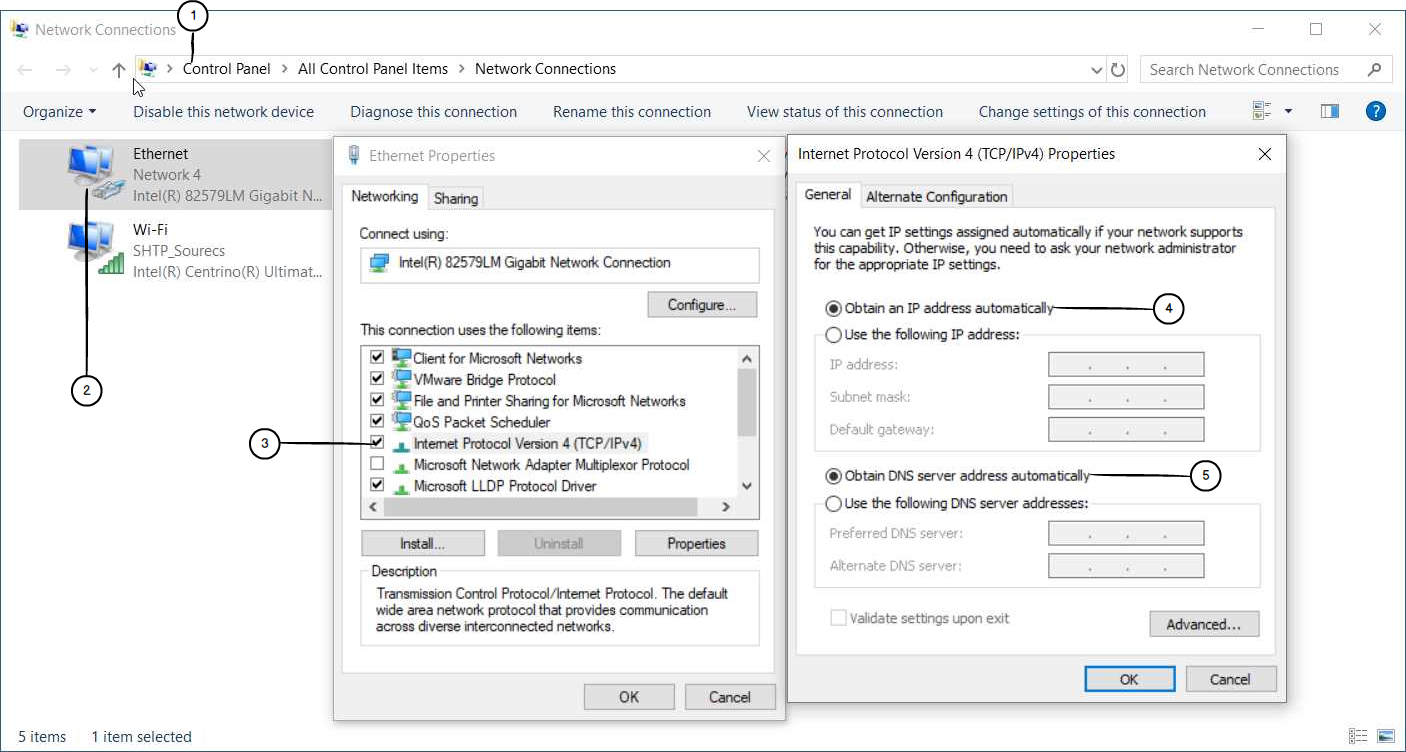 1
Network Connections
Control Panel > All Control Panel Items > Network Connections
Search Network Connections
Organize
Disable this network device
Diagnose this connection
Rename this connection
View status of this connection
Change settings of this connection
?
Ethernet
Network 4
Intel(R) 82579LM Gigabit N...
Wi-Fi
SHTP_Sourecs
Intel(R) Centrino(R) Ultimat...
2
3
Ethernet Properties
Networking
Sharing
Connect using:
Intel(R) 82579LM Gigabit Network Connection
Configure...
This connection uses the following items:
Client for Microsoft Networks
VMware Bridge Protocol
File and Printer Sharing for Microsoft Networks
QoS Packet Scheduler
Internet Protocol Version 4 (TCP/IPv4)
Microsoft Network Adapter Multiplexor Protocol
Microsoft LLDP Protocol Driver
Install...
Uninstall
Properties
Description
Transmission Control Protocol/Internet Protocol. The default
wide area network protocol that provides communication
across diverse interconnected networks.
OK
Cancel
Internet Protocol Version 4 (TCP/IPv4) Properties
General
Alternate Configuration
You can get IP settings assigned automatically if your network supports
this capability. Otherwise, you need to ask your network administrator
for the appropriate IP settings.
Obtain an IP address automatically
4
Use the following IP address:
IP address:
Subnet mask:
Default gateway:
Obtain DNS server address automatically
5
Use the following DNS server addresses:
Preferred DNS server:
Alternate DNS server:
Validate settings upon exit
Advanced...
OK
Cancel
5 items
1 item selected